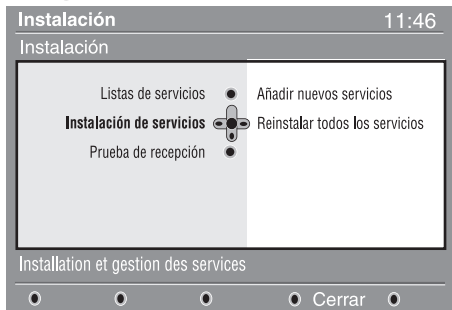 Instalación 11:46
Instalación
Listas de servicios Añadir nuevos servicios
Instalación de servicios Reinstalar todos los servicios
Prueba de recepción
Installation et gestion des services
Cerrar